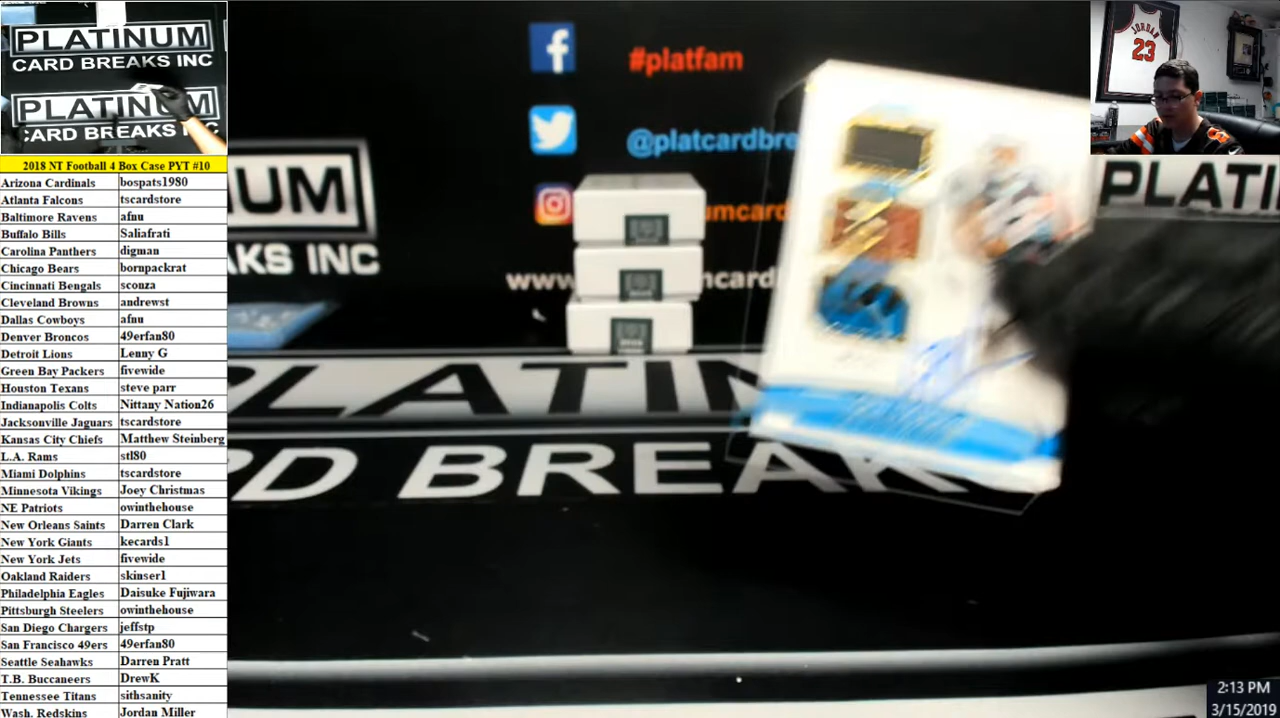 PLATINUM
CARD BREAKS INC
PLATINUM
CARD BREAKS
2018 NT Football 4 Box Case PYT #10
Arizona Cardinals bospats1980
Atlanta Falcons tscardstore
Baltimore Ravens afnu
Buffalo Bills Saliafrati
Carolina Panthers digman
Chicago Bears bornpackrat
Cincinnati Bengals sconza
Cleveland Browns andrewst
Dallas Cowboys afnu
Denver Broncos 49erfan80
Detroit Lions Lenny G
Green Bay Packers fivewide
Houston Texans steve parr
Indianapolis Colts Nittany Nation26
Jacksonville Jaguars tscardstore
Kansas City Chiefs Matthew Steinberg
L.A. Rams stl80
Miami Dolphins tscardstore
Minnesota Vikings Joey Christmas
NE Patriots owinthehouse
New Orleans Saints Darren Clark
New York Giants kecards1
New York Jets fivewide
Oakland Raiders skinser1
Philadelphia Eagles Daisuke Fujiwara
Pittsburgh Steelers owinthehouse
San Diego Chargers jeffstp
San Francisco 49ers 49erfan80
Seattle Seahawks Darren Pratt
T.B. Buccaneers DrewK
Tennessee Titans sithsanity
Wash. Redskins Jordan Miller
#platfam
@platcardbre
umcard
www. mcard
NUM
KS INC
PLATIN
RD BREAK
JORDAN
23
PLATI
2:13 PM
3/15/2019